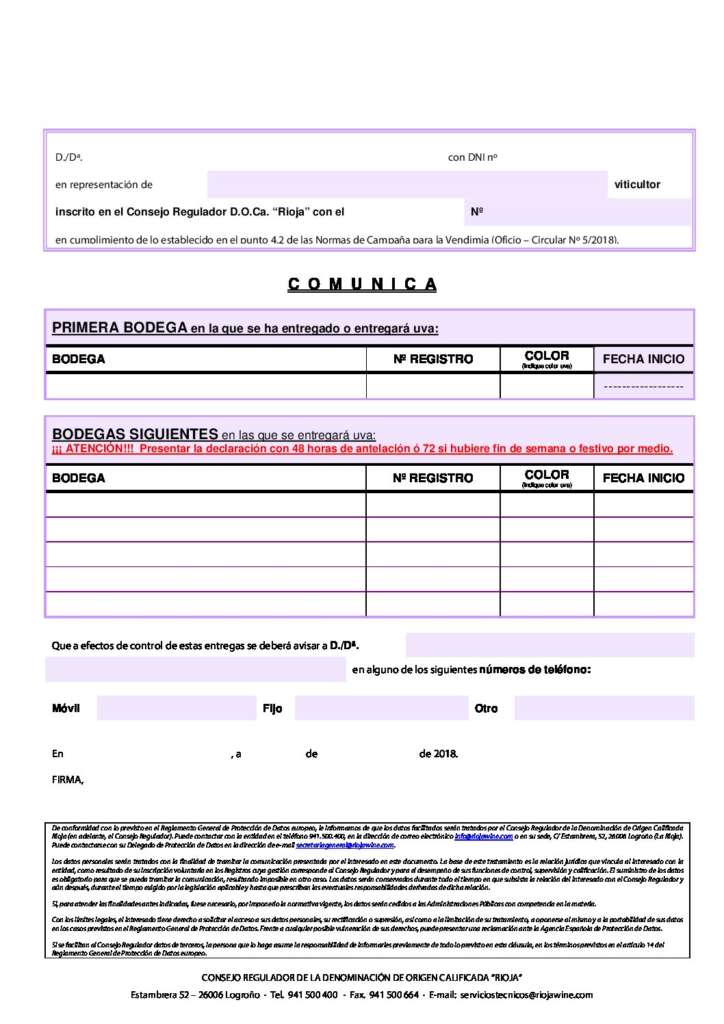 D./Dª. con DNI nº
en representación de viticultor
inscrito en el Consejo Regulador D.O.Ca. “Rioja” con el Nº
en cumplimiento de lo establecido en el punto 4.2 de las Normas de Campaña para la Vendimia (Oficio – Circular Nº 5/2018).
C O M U N I C A
PRIMERA BODEGA en la que se ha entregado o entregará uva:
BODEGA Nº REGISTRO COLOR FECHA INICIO
(indique color uva)
------------------
BODEGAS SIGUIENTES en las que se entregará uva:
¡¡¡ ATENCIÓN!!! Presentar la declaración con 48 horas de antelación ó 72 si hubiere fin de semana o festivo por medio.
BODEGA Nº REGISTRO COLOR FECHA INICIO
(indique color uva)
Que a efectos de control de estas entregas se deberá avisar a D./Dª.
en alguno de los siguientes números de teléfono:
Móvil Fijo Otro
En , a de de 2018.
FIRMA,
De conformidad con lo previsto en el Reglamento General de Protección de Datos europeo, le informamos de que los datos facilitados serán tratados por el Consejo Regulador de la Denominación de Origen Calificada
Rioja (en adelante, el Consejo Regulador). Puede contactar con la entidad en el teléfono 941.500.400, en la dirección de correo electrónico info@riojawine.com o en su sede, C/ Estambrera, 52, 26006 Logroño (La Rioja).
Puede contactarse con su Delegado de Protección de Datos en la dirección de e-mail secretariageneral@riojawine.com.
Los datos personales serán tratados con la finalidad de tramitar la comunicación presentada por el interesado en este documento. La base de este tratamiento es la relación jurídica que vincula al interesado con la
entidad, como resultado de su inscripción voluntaria en los Registros cuya gestión corresponde al Consejo Regulador y para el desempeño de sus funciones de control, supervisión y calificación. El suministro de los datos
es obligatorio para que se pueda tramitar la comunicación, resultando imposible en otro caso. Los datos serán conservados durante todo el tiempo en que subsista la relación del interesado con el Consejo Regulador y
aún después, durante el tiempo exigido por la legislación aplicable y hasta que prescriban las eventuales responsabilidades derivadas de dicha relación.
Si, para atender las finalidades antes indicadas, fuese necesario, por imponerlo la normativa vigente, los datos serán cedidos a las Administraciones Públicas con competencia en la materia.
Con los límites legales, el interesado tiene derecho a solicitar el acceso a sus datos personales, su rectificación o supresión, así como a la limitación de su tratamiento, a oponerse al mismo y a la portabilidad de sus datos
en los casos previstos en el Reglamento General de Protección de Datos. Frente a cualquier posible vulneración de sus derechos, puede presentar una reclamación ante la Agencia Española de Protección de Datos.
Si se facilitan al Consejo Regulador datos de terceros, la persona que lo haga asume la responsabilidad de informarles previamente de todo lo previsto en esta cláusula, en los términos previstos en el artículo 14 del
Reglamento General de Protección de Datos europeo.
CONSEJO REGULADOR DE LA DENOMINACIÓN DE ORIGEN CALIFICADA “RIOJA”
Estambrera 52 – 26006 Logroño - Tel. 941 500 400 - Fax. 941 500 664 - E-mail: serviciostecnicos@riojawine.com